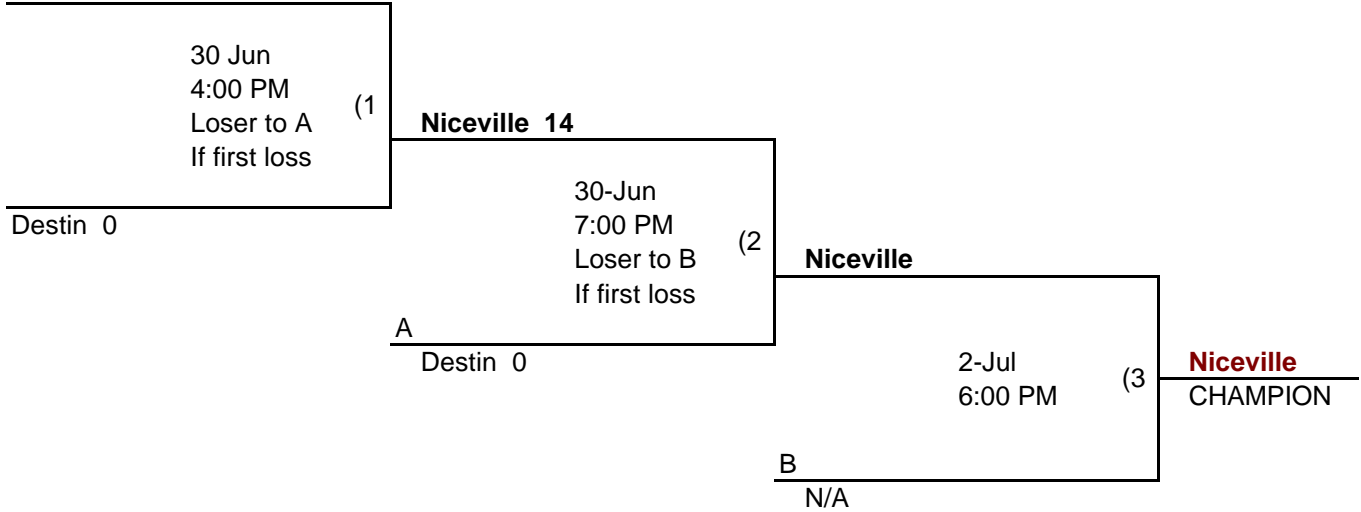 30 Jun
4:00 PM
Loser to A
If first loss
(1
Destin 0
Niceville 14
30-Jun
7:00 PM
Loser to B
If first loss
(2
A
Destin 0
Niceville
2-Jul
6:00 PM
(3
B
N/A
Niceville
CHAMPION